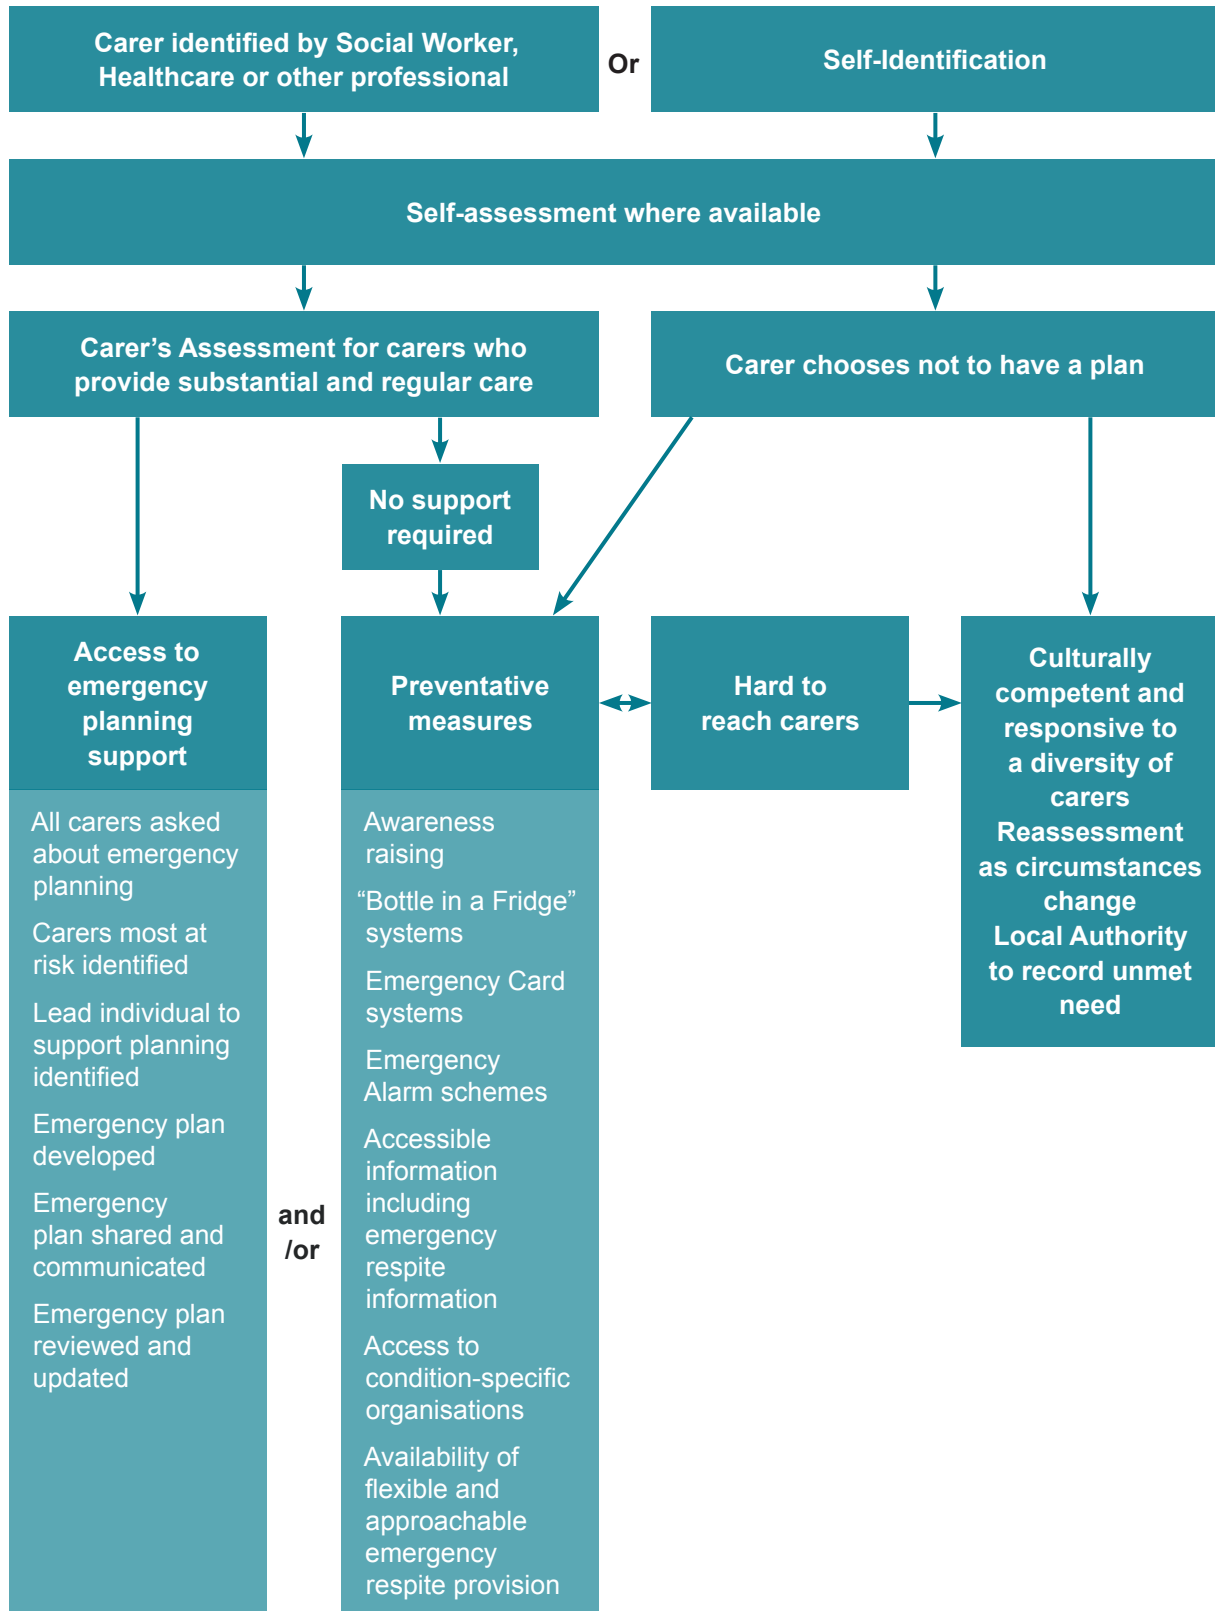 Carer identified by Social Worker,
Healthcare or other professional
Or
Self-Identification
Self-assessment where available
Carer’s Assessment for carers who
provide substantial and regular care
Carer chooses not to have a plan
No support
required
Access to
emergency
planning
support
All carers asked
about emergency
planning
Carers most at
risk identified
Lead individual to
support planning
identified
Emergency plan
developed
Emergency
plan shared and
communicated
Emergency plan
reviewed and
updated
and
/or
Preventative
measures
Awareness
raising
“Bottle in a Fridge”
systems
Emergency Card
systems
Emergency
Alarm schemes
Accessible
information
including
emergency
respite
information
Access to
condition-specific
organisations
Availability of
flexible and
approachable
emergency
respite provision
Hard to
reach carers
Culturally
competent and
responsive to
a diversity of
carers
Reassessment
as circumstances
change
Local Authority
to record unmet
need